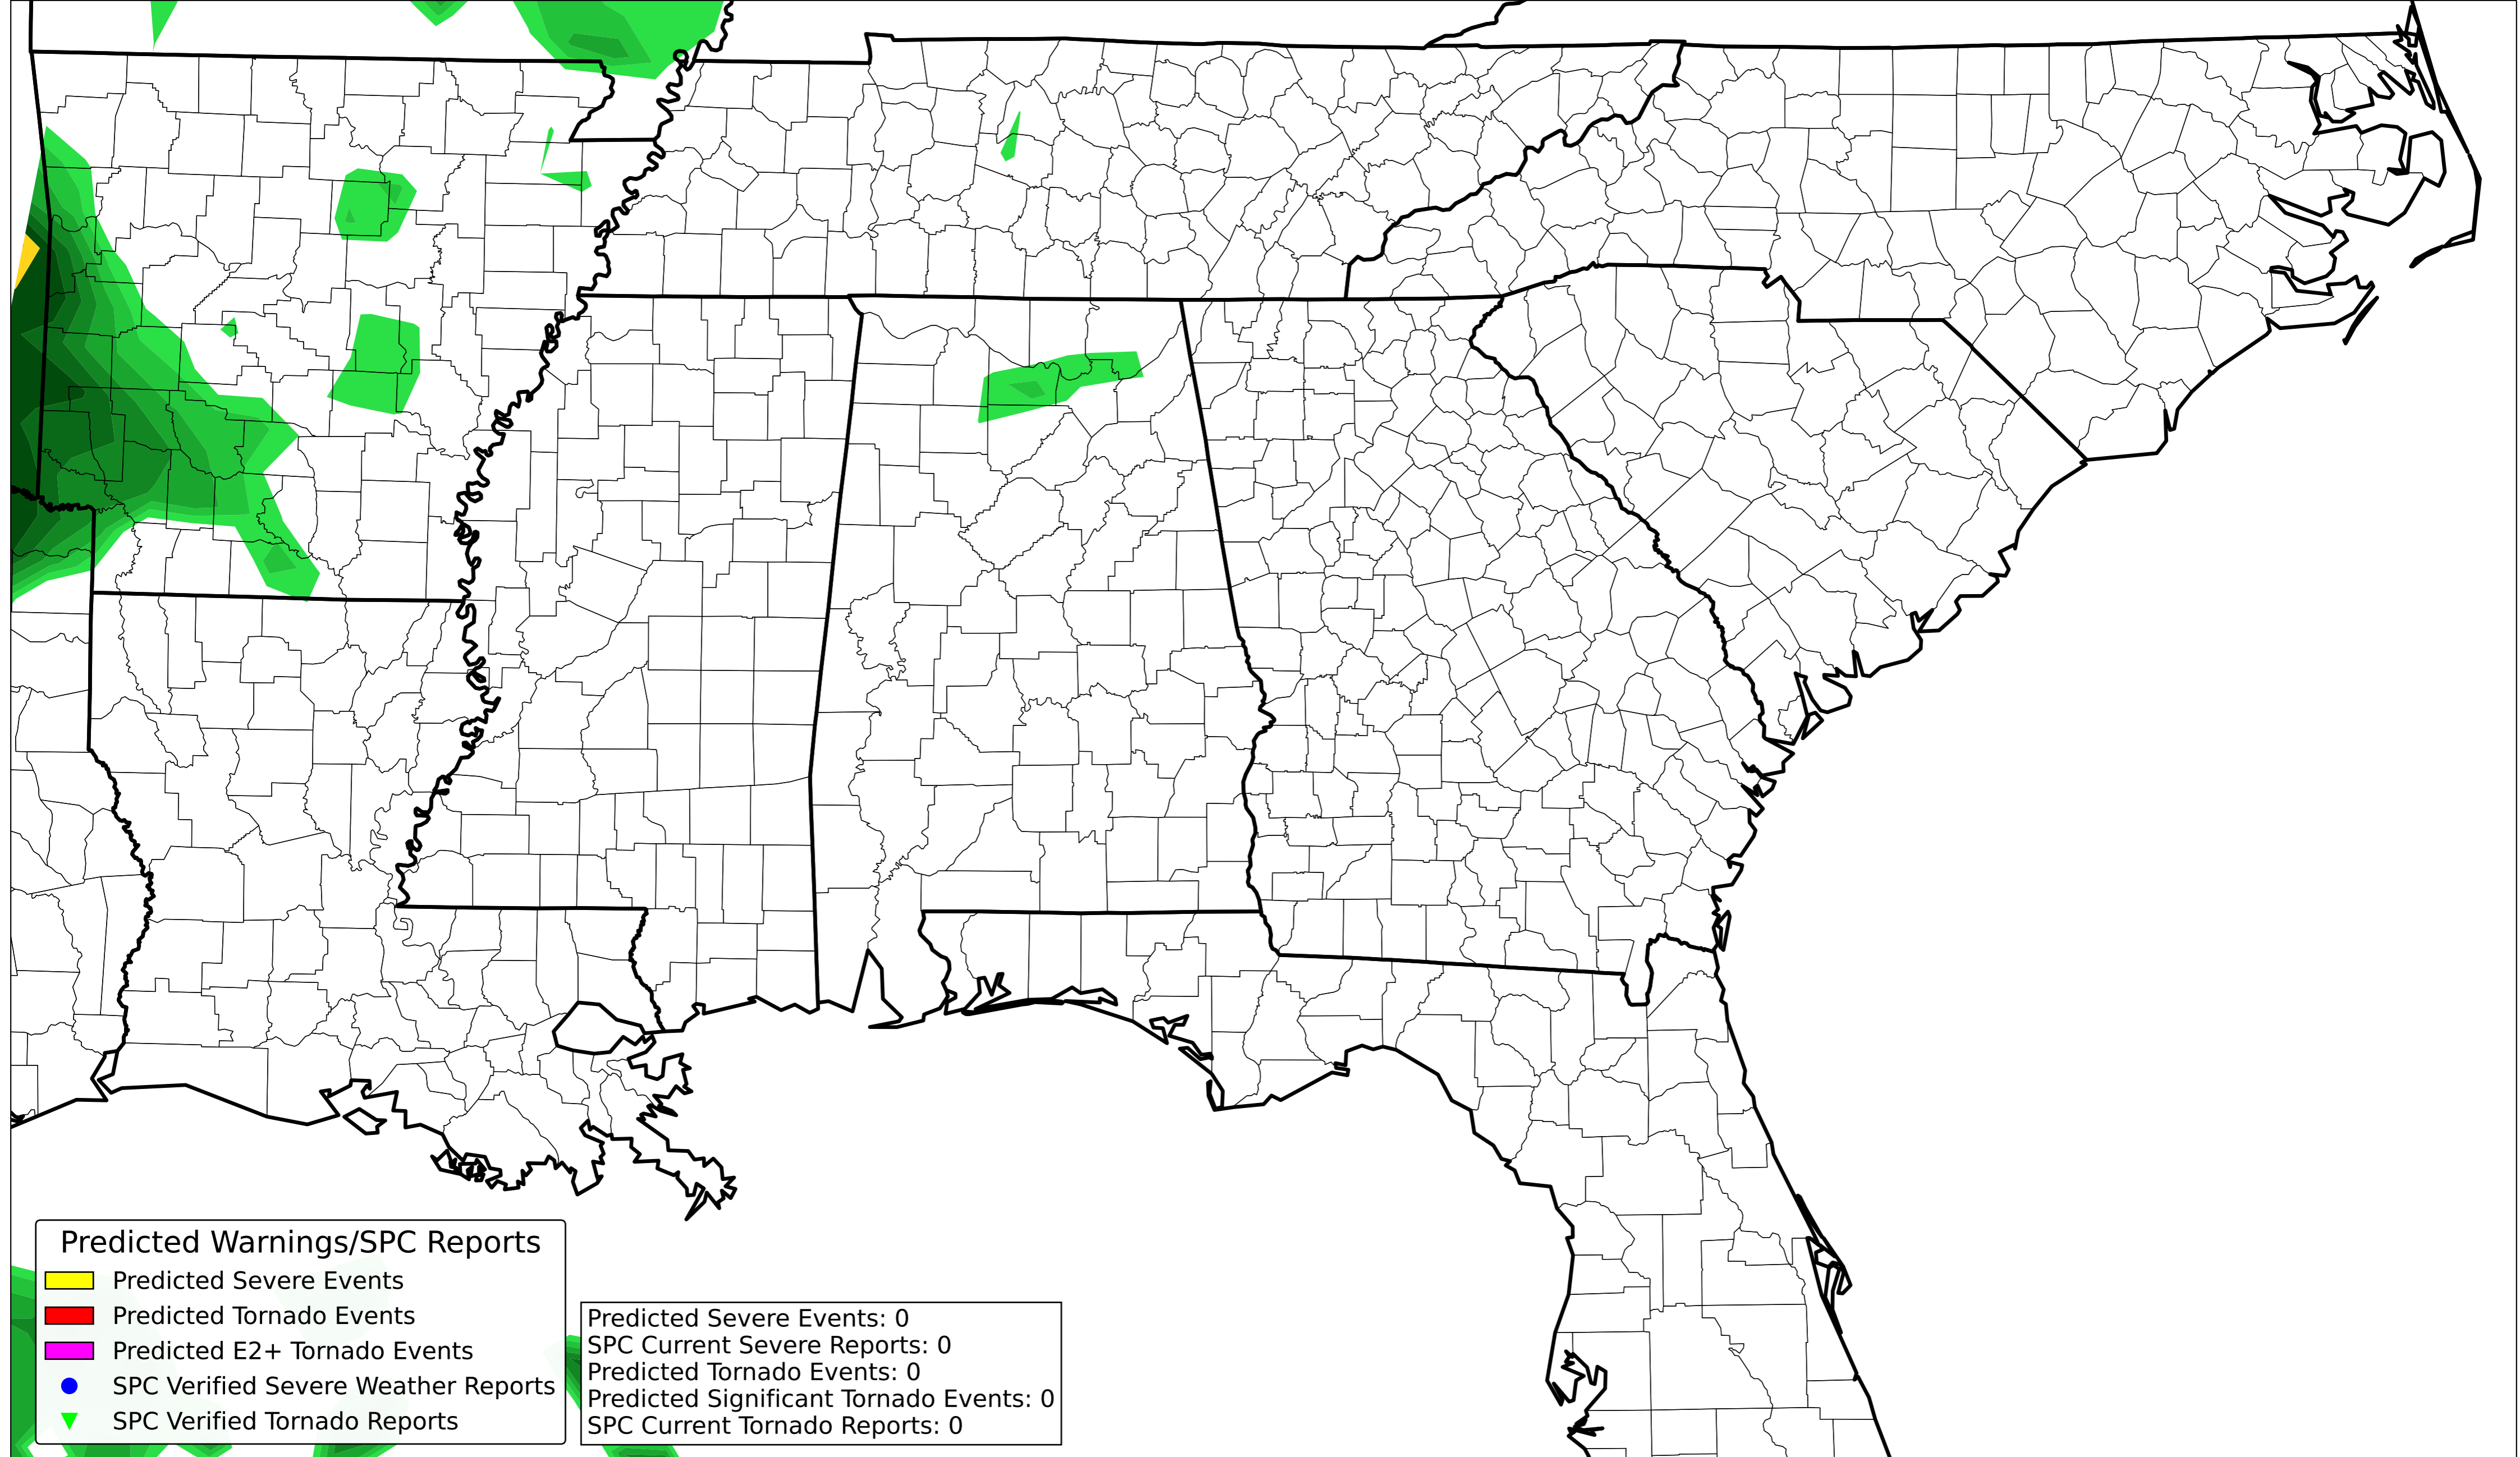 Predicted Warnings/SPC Reports
Predicted Severe Events
Predicted Tornado Events
Predicted E2+ Tornado Events
SPC Verified Severe Weather Reports
SPC Verified Tornado Reports
Predicted Severe Events: 0
SPC Current Severe Reports: 0
Predicted Tornado Events: 0
Predicted Significant Tornado Events: 0
SPC Current Tornado Reports: 0